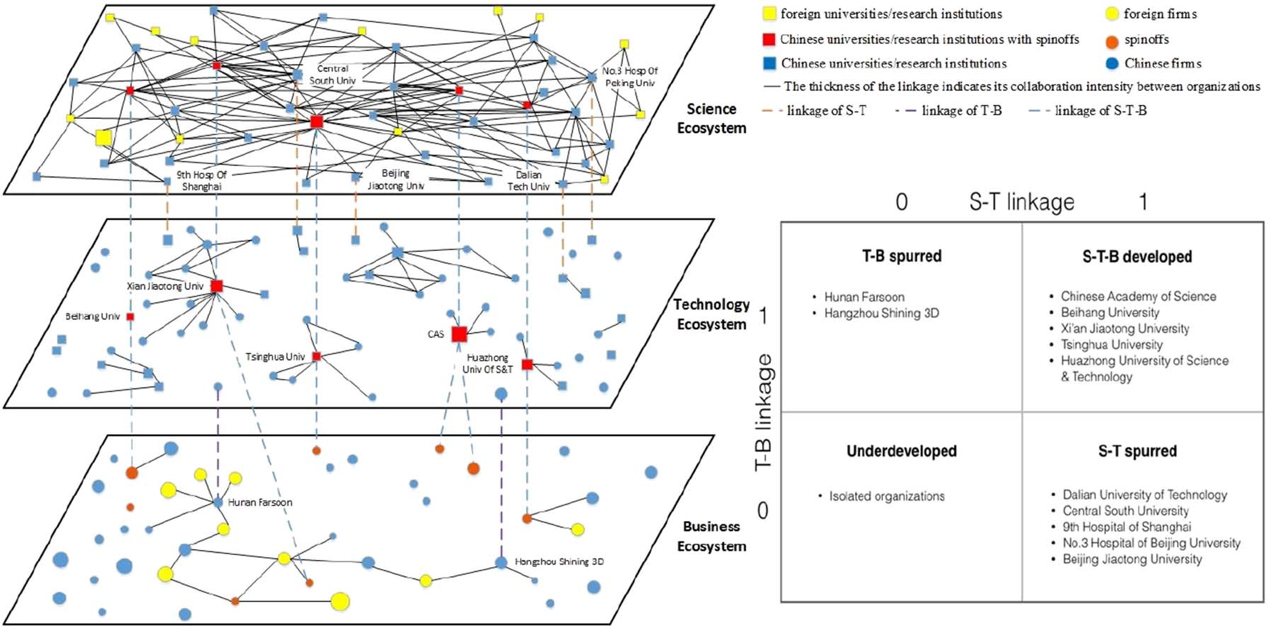 foreign universities/research institutions
foreign firms
Chinese universities/research institutions with spinoffs
spinoffs
Chinese universities/research institutions
Chinese firms
The thickness of the linkage indicates its collaboration intensity between organizations
linkage of S-T
linkage of T-B
linkage of S-T-B
Central
South Univ
No.3 Hosp Of
Peking Univ
9th Hosp Of
Shanghai
Beijing
Jiaotong Univ
Dalian
Tech Univ
Science
Ecosystem
Xian Jiaotong Univ
Beihang Univ
Tsinghua Univ
CAS
Huazhong
Univ Of S&T
Technology
Ecosystem
Hunan Farsoon
Hangzhou Shining 3D
Business
Ecosystem
0 S-T linkage 1
T-B linkage
1
0
T-B spurred
• Hunan Farsoon
• Hangzhou Shining 3D
S-T-B developed
• Chinese Academy of Science
• Beihang University
• Xi'an Jiaotong University
• Tsinghua University
• Huazhong University of Science
& Technology
Underdeveloped
• Isolated organizations
S-T spurred
• Dalian University of Technology
• Central South University
• 9th Hospital of Shanghai
• No.3 Hospital of Beijing University
• Beijing Jiaotong University